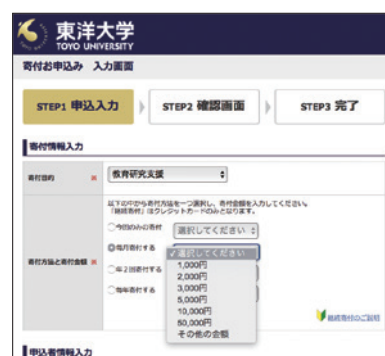 東洋大学
TOYO UNIVERSITY
寄付お申込み 入力画面
STEP1 申込入力
STEP2 確認画面
STEP3 完了
寄付情報入力
寄付目的 ※
教育研究支援
以下の中から寄付方法を一つ選択し、寄付金額を入力してください。
「継続寄付」はクレジットカードのみとなります。
寄付方法と寄付金額 ※
今回のみの寄付
選択してください
毎月寄付する
選択してください
1,000円
2,000円
3,000円
5,000円
10,000円
50,000円
その他の金額
年2回寄付する
毎年寄付する
継続寄付のご説明
申込者情報入力